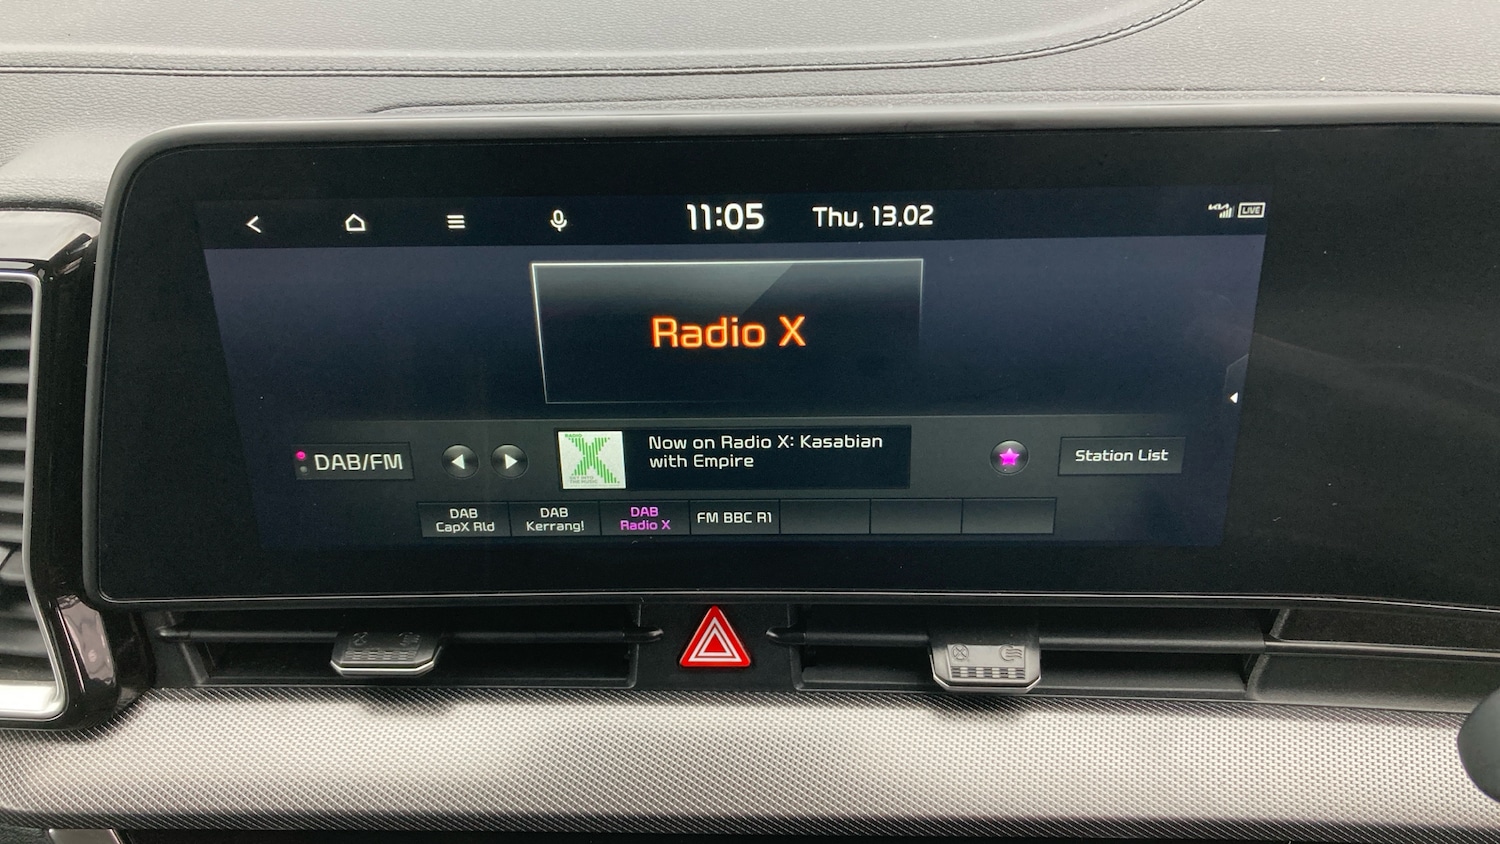 11:05 Thu, 13.02
LIVE
Radio X
DAB/FM
RADIO
X
Now on Radio X: Kasabian
with Empire
Station List
DAB
CapX Rld
DAB
Kerrang!
DAB
Radio X
FM BBC R1